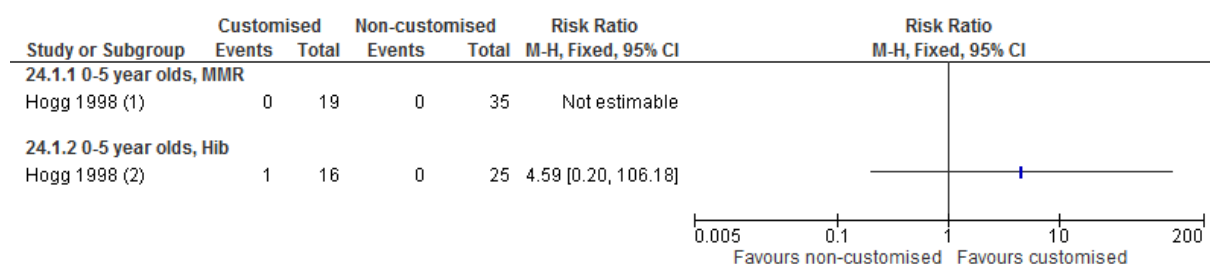 Customised Non-customised Risk Ratio Risk Ratio
Study or Subgroup Events Total Events Total M-H, Fixed, 95% CI M-H, Fixed, 95% CI
24.1.1 0-5 year olds, MMR
Hogg 1998 (1) 0 19 0 35 Not estimable
24.1.2 0-5 year olds, Hib
Hogg 1998 (2) 1 16 0 25 4.59 [0.20, 106.18]
0.005 0.1 1 10 200
Favours non-customised Favours customised